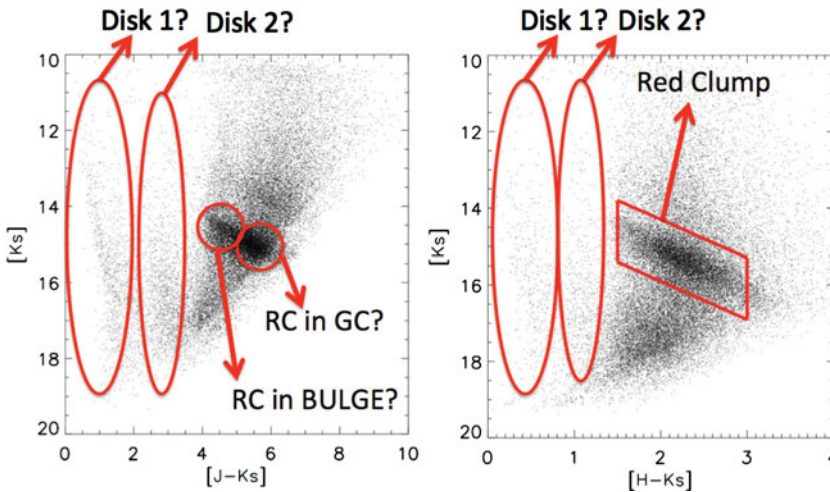 Disk 1? Disk 2?
10
12
14
16
18
20
[Ks]
RC in GC?
RC in BULGE?
0 2 4 6 8 10
[J-Ks]
Disk 1? Disk 2?
Red Clump
10
12
14
16
18
20
[Ks]
0 1 2 3 4
[H-Ks]